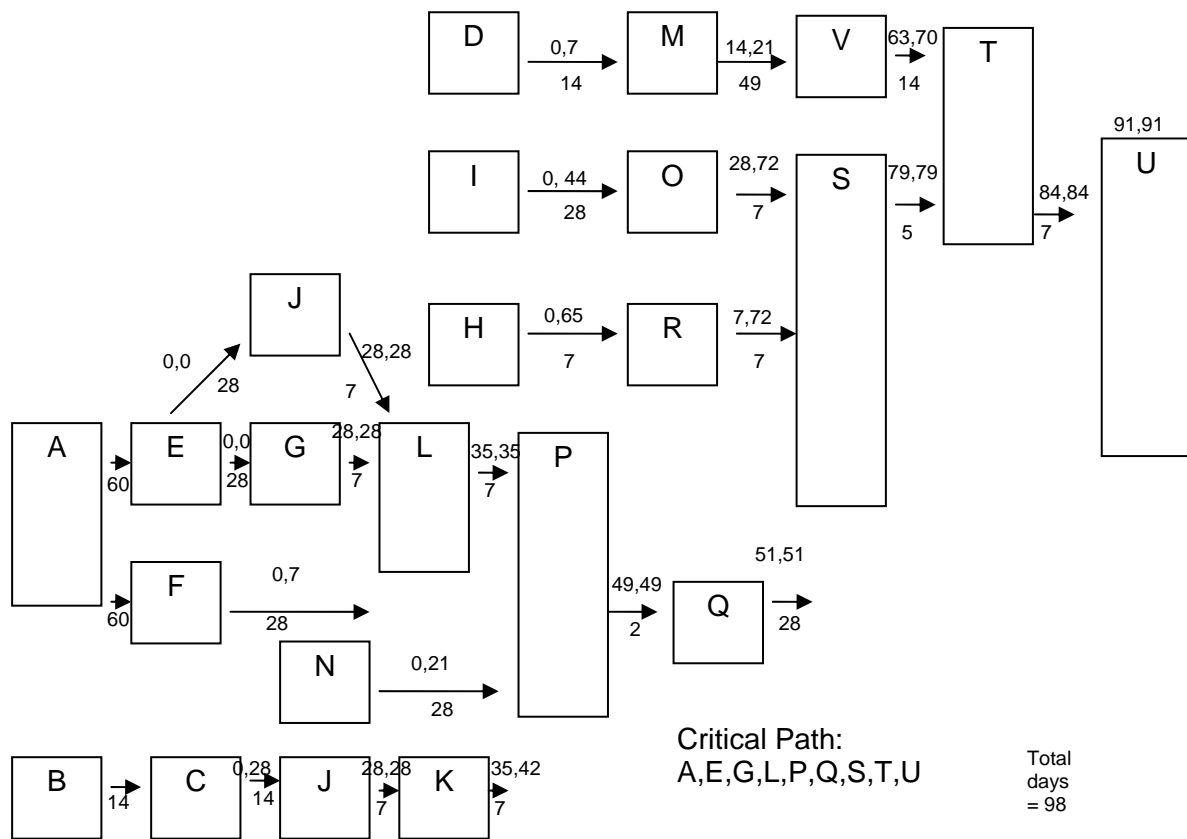 D
0,7
14
M
14,21
49
V
63,70
14
T
91,91
U
I
0, 44
28
O
28,72
7
S
79,79
5
84,84
7
J
H
0,65
7
R
7,72
7
0,0
28
28,28
7
A
60
E
0,0
28
G
28,28
7
L
35,35
7
P
60
F
0,7
28
49,49
2
Q
51,51
28
N
0,21
28
Critical Path:
A,E,G,L,P,Q,S,T,U
Total
days
= 98
B
14
C
0,28
14
J
28,28
7
K
35,42
7